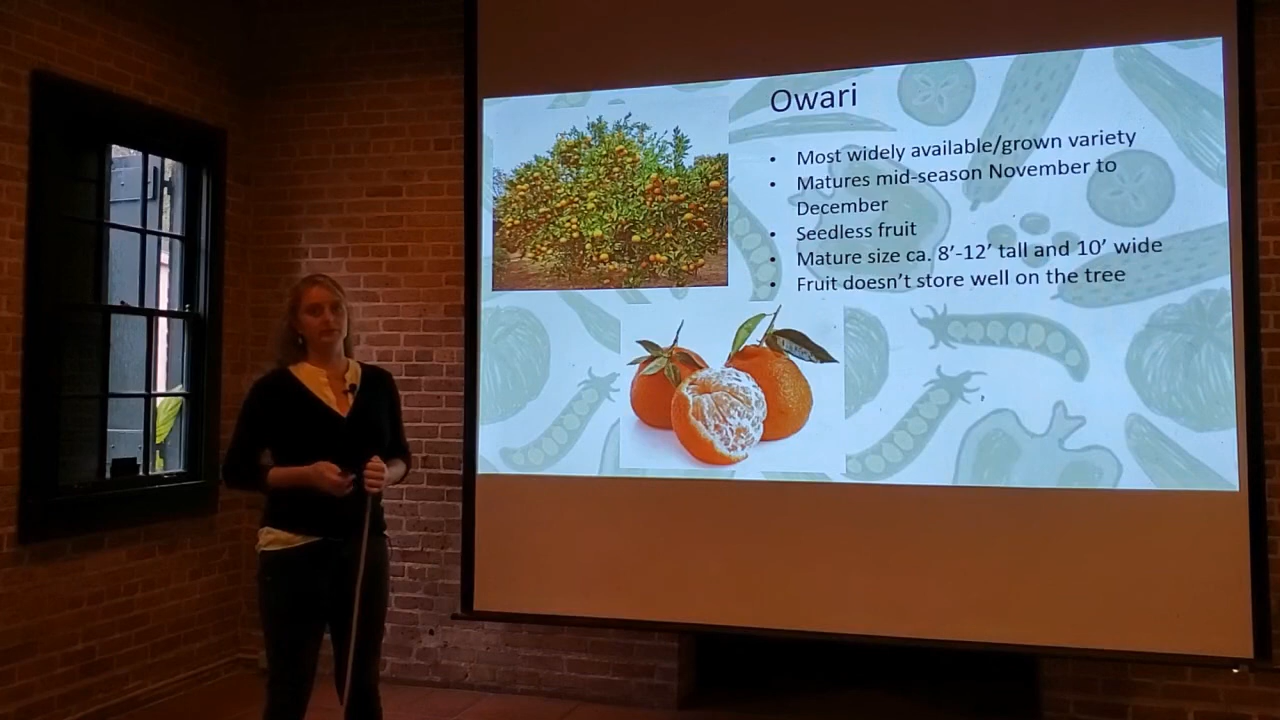 Owari
• Most widely available/grown variety
• Matures mid-season November to
December
• Seedless fruit
• Mature size ca. 8’-12’ tall and 10’ wide
• Fruit doesn’t store well on the tree